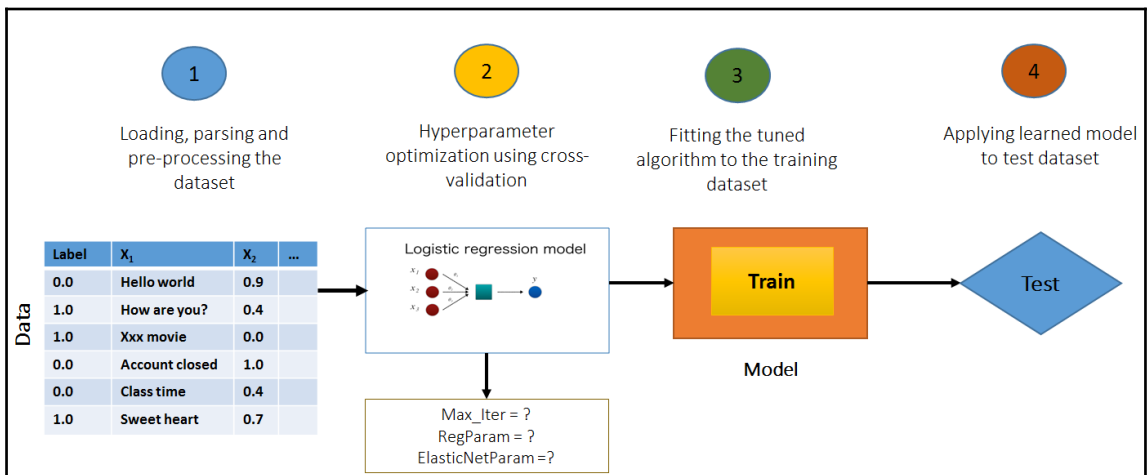 1
Loading, parsing and
pre-processing the
dataset
2
Hyperparameter
optimization using cross-
validation
3
Fitting the tuned
algorithm to the training
dataset
4
Applying learned model
to test dataset
Data
Label X₁ X₂ ...
0.0 Hello world 0.9
1.0 How are you? 0.4
1.0 Xxx movie 0.0
0.0 Account closed 1.0
0.0 Class time 0.4
1.0 Sweet heart 0.7
Logistic regression model
x₁
x₂
x₃
y
Max_Iter = ?
RegParam = ?
ElasticNetParam =?
Train
Model
Test